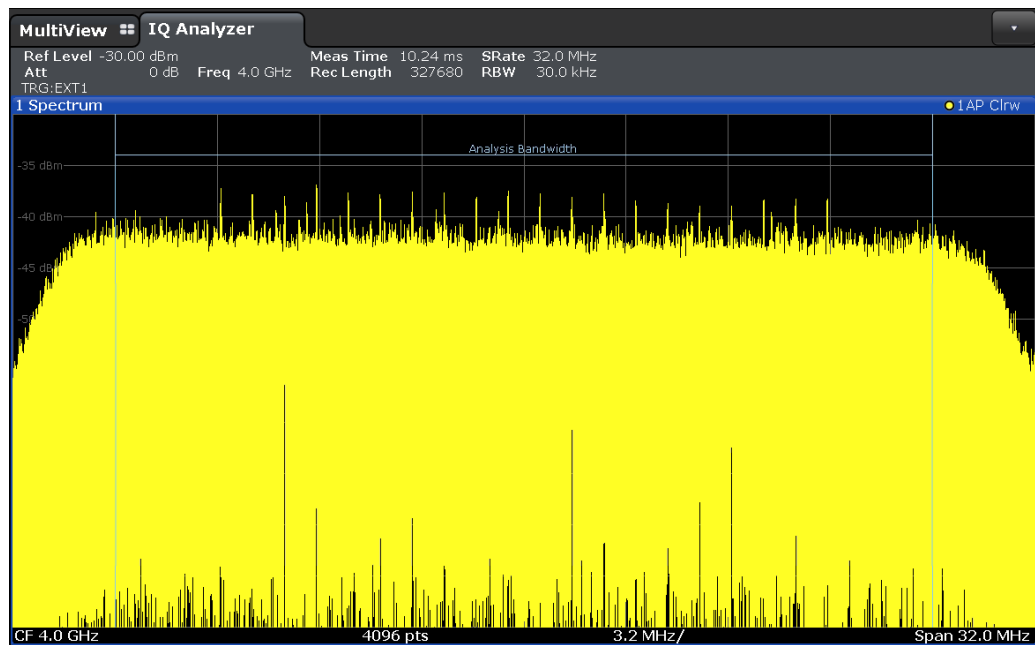 MultiView IQ Analyzer
Ref Level -30.00 dBm Meas Time 10.24 ms SRate 32.0 MHz
Att 0 dB Freq 4.0 GHz Rec Length 327680 RBW 30.0 kHz
TRG:EXT1
1 Spectrum 1AP Clrw
Analysis Bandwidth
-35 dBm
-40 dBm
-45
CF 4.0 GHz 4096 pts 3.2 MHz/ Span 32.0 MHz